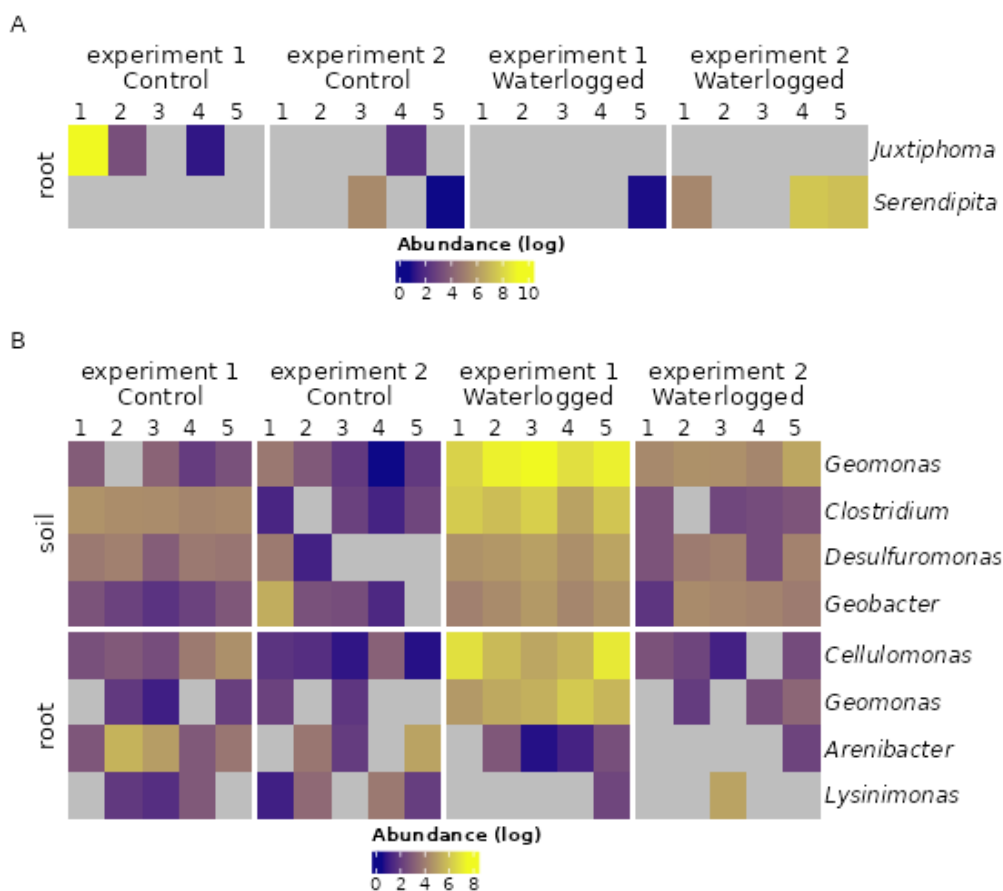 A
experiment 1 experiment 2 experiment 1 experiment 2
Control Control Waterlogged Waterlogged
1 2 3 4 5 1 2 3 4 5 1 2 3 4 5 1 2 3 4 5
root
Juxtiphoma
Serendipita
Abundance (log)
0 2 4 6 8 10
B
experiment 1 experiment 2 experiment 1 experiment 2
Control Control Waterlogged Waterlogged
1 2 3 4 5 1 2 3 4 5 1 2 3 4 5 1 2 3 4 5
soil
Geomonas
Clostridium
Desulfuromonas
Geobacter
root
Cellulomonas
Geomonas
Arenibacter
Lysinimonas
Abundance (log)
0 2 4 6 8